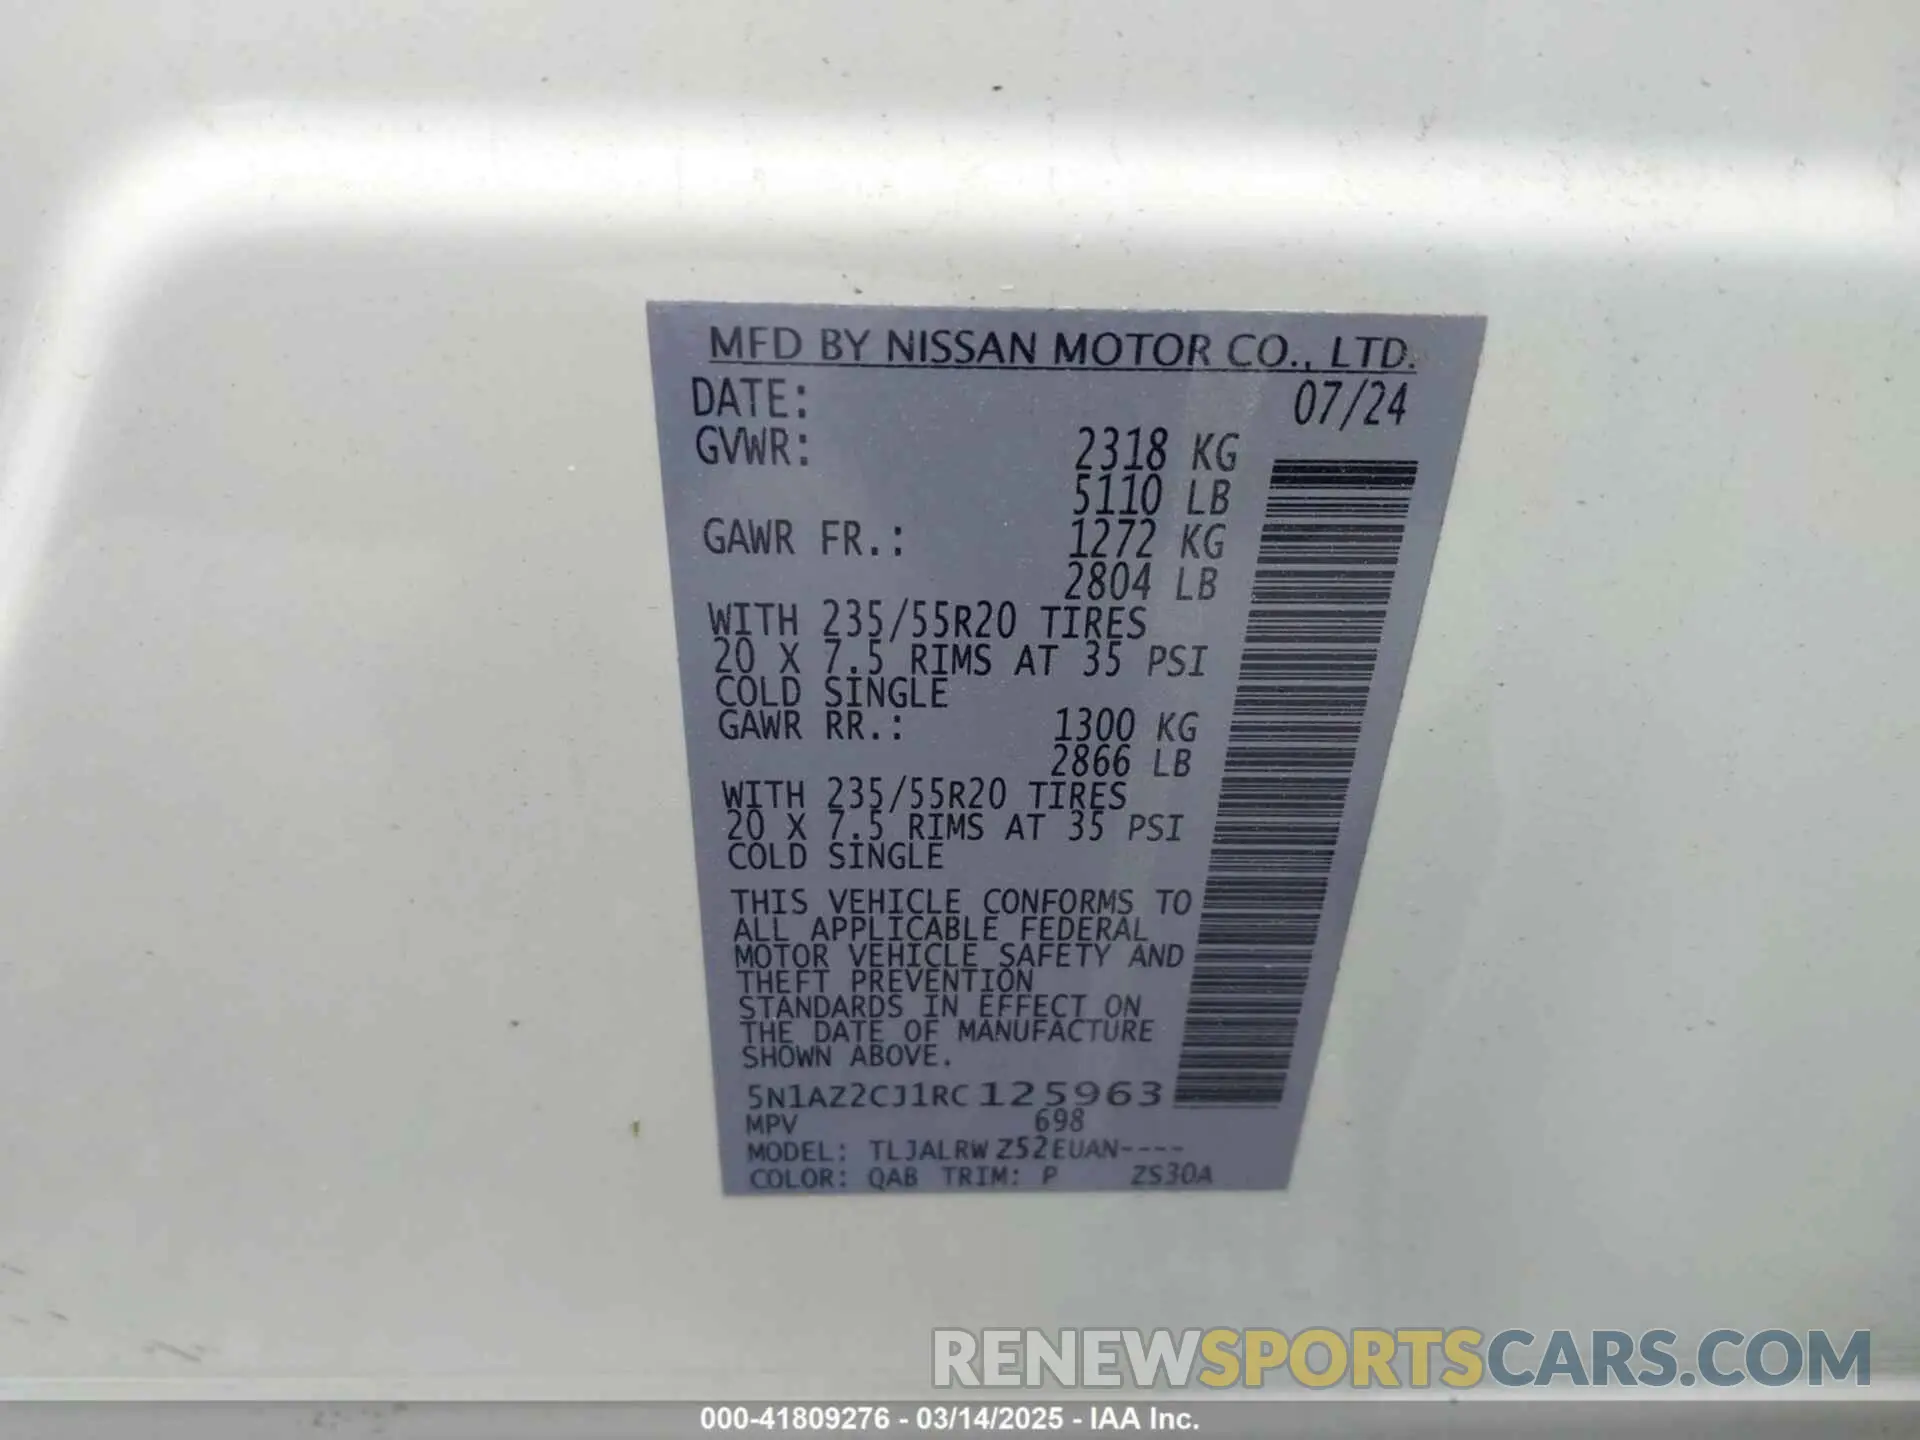 MFD BY NISSAN MOTOR CO., LTD.
DATE: 07/24
GVWR: 2318 KG
5110 LB
GAWR FR.: 1272 KG
2804 LB
WITH 235/55R20 TIRES
20 X 7.5 RIMS AT 35 PSI
COLD SINGLE
GAWR RR.: 1300 KG
2866 LB
WITH 235/55R20 TIRES
20 X 7.5 RIMS AT 35 PSI
COLD SINGLE
THIS VEHICLE CONFORMS TO
ALL APPLICABLE FEDERAL
MOTOR VEHICLE SAFETY AND
THEFT PREVENTION
STANDARDS IN EFFECT ON
THE DATE OF MANUFACTURE
SHOWN ABOVE.
5N1AZ2CJ1RC125963
MPV 698
MODEL: TLJALRWZ52EUAN----
COLOR: QAB TRIM: P ZS30A
RENEWSPORTSCARS.COM
000-41809276 - 03/14/2025 - IAA Inc.